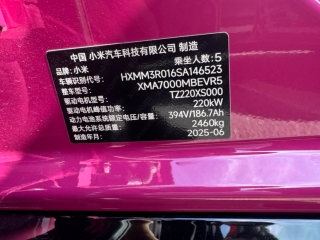 中国 小米汽车科技有限公司 制造
品牌:小米 乘坐人数:5
车辆识别代号: HXMM3R016SA146523
整车型号: XMA7000MBEVR5
驱动电机型号: TZ220XS000
驱动电机峰值功率: 220kW
动力电池系统额定电压/容量: 394V/186.7Ah
最大允许总质量: 2460kg
制造年月: 2025-06